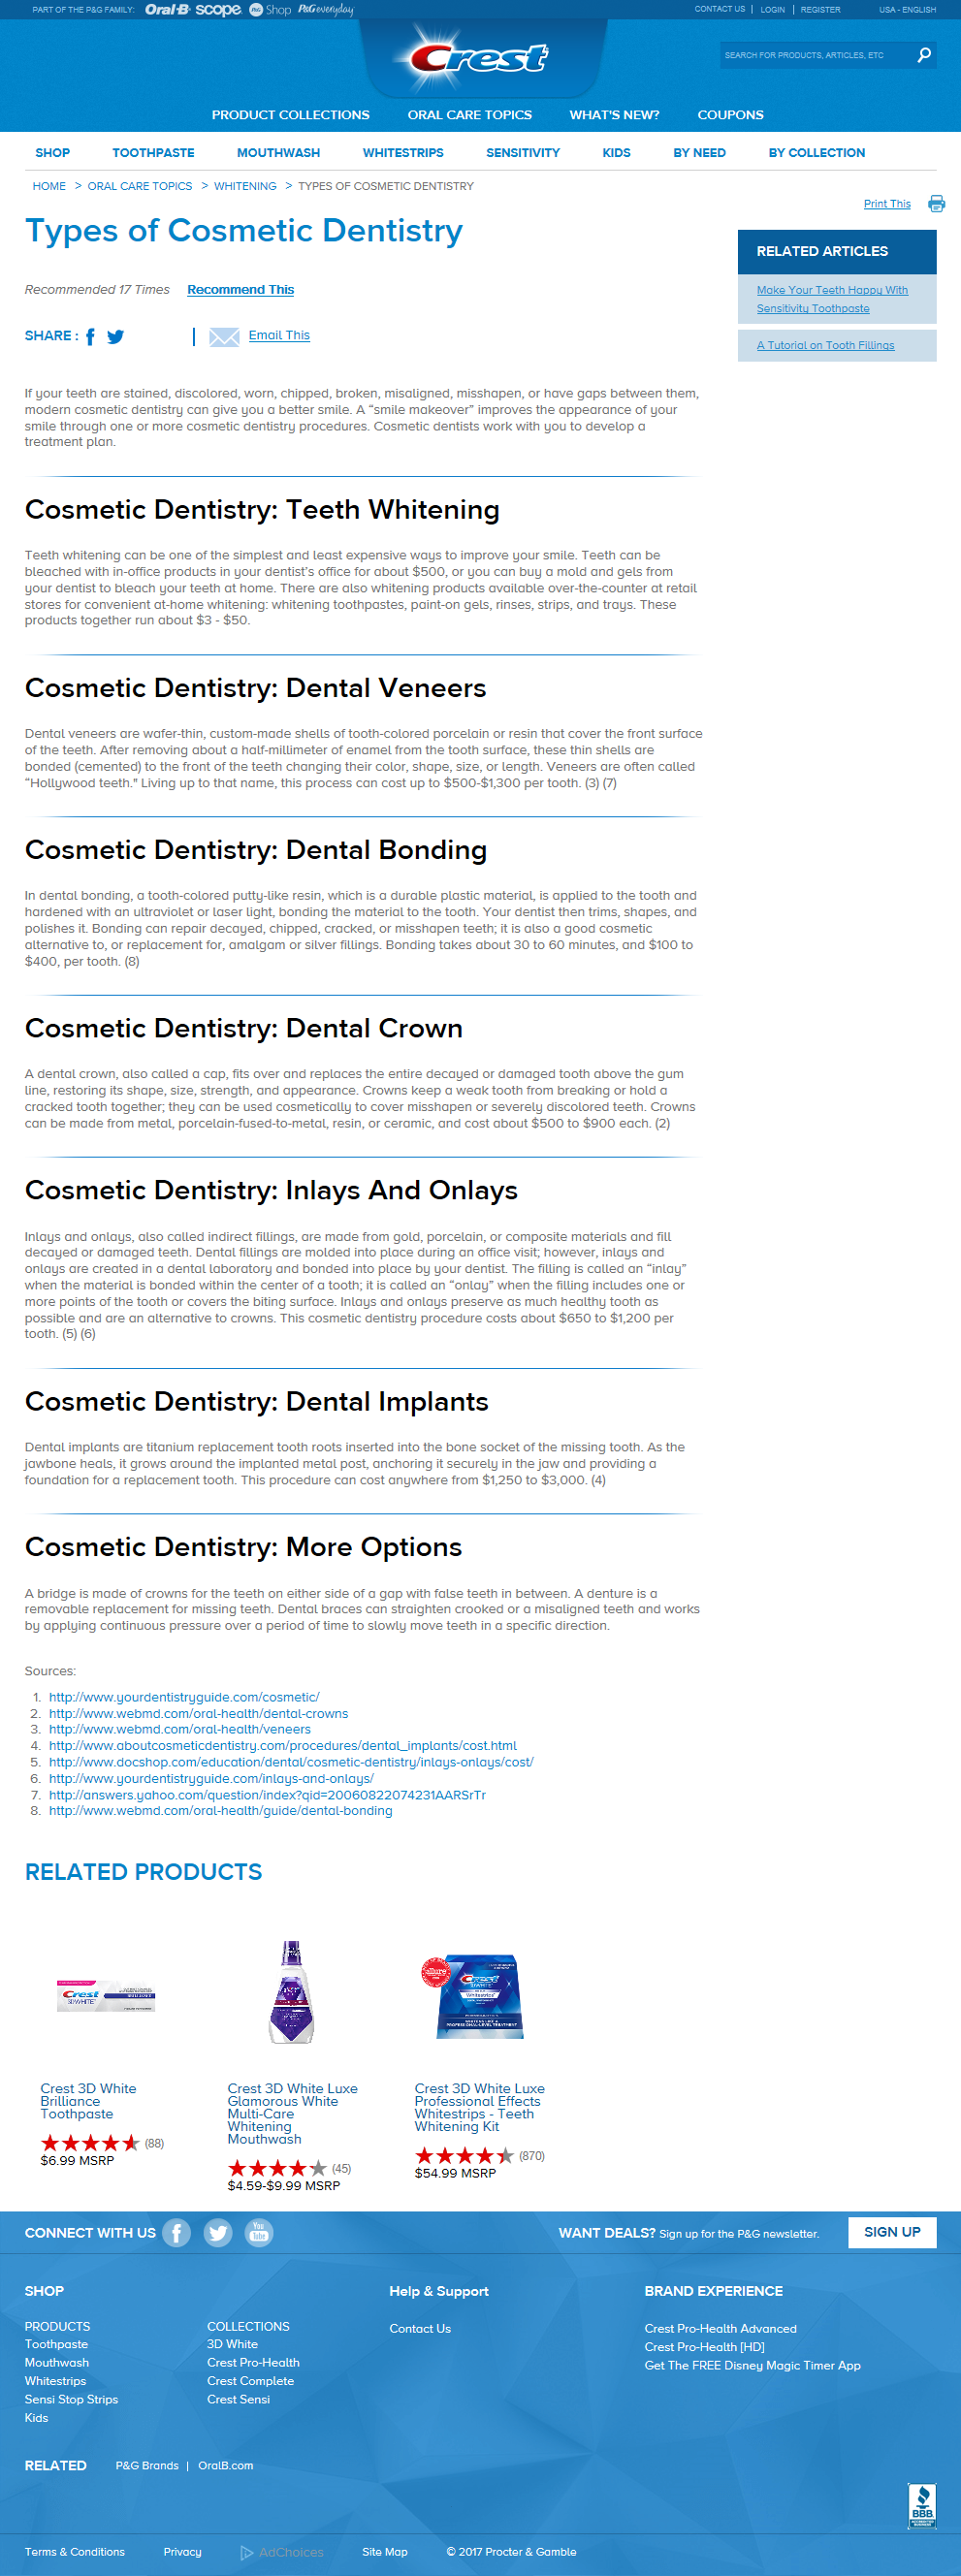 PART OF THE P&G FAMILY: Oral-B scope P&G Shop P&G everyday
CONTACT US | LOGIN | REGISTER USA - ENGLISH
Crest
SEARCH FOR PRODUCTS, ARTICLES, ETC
PRODUCT COLLECTIONS ORAL CARE TOPICS WHAT'S NEW? COUPONS
SHOP TOOTHPASTE MOUTHWASH WHITESTRIPS SENSITIVITY KIDS BY NEED BY COLLECTION
HOME > ORAL CARE TOPICS > WHITENING > TYPES OF COSMETIC DENTISTRY
Print This
Types of Cosmetic Dentistry
RELATED ARTICLES
Make Your Teeth Happy With
Sensitivity Toothpaste
A Tutorial on Tooth Fillings
Recommended 17 Times Recommend This
SHARE : | Email This
If your teeth are stained, discolored, worn, chipped, broken, misaligned, misshapen, or have gaps between them,
modern cosmetic dentistry can give you a better smile. A “smile makeover” improves the appearance of your
smile through one or more cosmetic dentistry procedures. Cosmetic dentists work with you to develop a
treatment plan.
Cosmetic Dentistry: Teeth Whitening
Teeth whitening can be one of the simplest and least expensive ways to improve your smile. Teeth can be
bleached with in-office products in your dentist’s office for about $500, or you can buy a mold and gels from
your dentist to bleach your teeth at home. There are also whitening products available over-the-counter at retail
stores for convenient at-home whitening: whitening toothpastes, paint-on gels, rinses, strips, and trays. These
products together run about $3 - $50.
Cosmetic Dentistry: Dental Veneers
Dental veneers are wafer-thin, custom-made shells of tooth-colored porcelain or resin that cover the front surface
of the teeth. After removing about a half-millimeter of enamel from the tooth surface, these thin shells are
bonded (cemented) to the front of the teeth changing their color, shape, size, or length. Veneers are often called
“Hollywood teeth." Living up to that name, this process can cost up to $500-$1,300 per tooth. (3) (7)
Cosmetic Dentistry: Dental Bonding
In dental bonding, a tooth-colored putty-like resin, which is a durable plastic material, is applied to the tooth and
hardened with an ultraviolet or laser light, bonding the material to the tooth. Your dentist then trims, shapes, and
polishes it. Bonding can repair decayed, chipped, cracked, or misshapen teeth; it is also a good cosmetic
alternative to, or replacement for, amalgam or silver fillings. Bonding takes about 30 to 60 minutes, and $100 to
$400, per tooth. (8)
Cosmetic Dentistry: Dental Crown
A dental crown, also called a cap, fits over and replaces the entire decayed or damaged tooth above the gum
line, restoring its shape, size, strength, and appearance. Crowns keep a weak tooth from breaking or hold a
cracked tooth together; they can be used cosmetically to cover misshapen or severely discolored teeth. Crowns
can be made from metal, porcelain-fused-to-metal, resin, or ceramic, and cost about $500 to $900 each. (2)
Cosmetic Dentistry: Inlays And Onlays
Inlays and onlays, also called indirect fillings, are made from gold, porcelain, or composite materials and fill
decayed or damaged teeth. Dental fillings are molded into place during an office visit; however, inlays and
onlays are created in a dental laboratory and bonded into place by your dentist. The filling is called an “inlay”
when the material is bonded within the center of a tooth; it is called an “onlay” when the filling includes one or
more points of the tooth or covers the biting surface. Inlays and onlays preserve as much healthy tooth as
possible and are an alternative to crowns. This cosmetic dentistry procedure costs about $650 to $1,200 per
tooth. (5) (6)
Cosmetic Dentistry: Dental Implants
Dental implants are titanium replacement tooth roots inserted into the bone socket of the missing tooth. As the
jawbone heals, it grows around the implanted metal post, anchoring it securely in the jaw and providing a
foundation for a replacement tooth. This procedure can cost anywhere from $1,250 to $3,000. (4)
Cosmetic Dentistry: More Options
A bridge is made of crowns for the teeth on either side of a gap with false teeth in between. A denture is a
removable replacement for missing teeth. Dental braces can straighten crooked or a misaligned teeth and works
by applying continuous pressure over a period of time to slowly move teeth in a specific direction.
Sources:
1. http://www.yourdentistryguide.com/cosmetic/
2. http://www.webmd.com/oral-health/dental-crowns
3. http://www.webmd.com/oral-health/veneers
4. http://www.aboutcosmeticdentistry.com/procedures/dental_implants/cost.html
5. http://www.docshop.com/education/dental/cosmetic-dentistry/inlays-onlays/cost/
6. http://www.yourdentistryguide.com/inlays-and-onlays/
7. http://answers.yahoo.com/question/index?qid=20060822074231AARSrTr
8. http://www.webmd.com/oral-health/guide/dental-bonding
RELATED PRODUCTS
Crest 3D White
Brilliance
Toothpaste
(88)
$6.99 MSRP
Crest 3D White Luxe
Glamorous White
Multi-Care
Whitening
Mouthwash
(45)
$4.59-$9.99 MSRP
Crest 3D White Luxe
Professional Effects
Whitestrips - Teeth
Whitening Kit
(870)
$54.99 MSRP
CONNECT WITH US
WANT DEALS? Sign up for the P&G newsletter. SIGN UP
SHOP
PRODUCTS
Toothpaste
Mouthwash
Whitestrips
Sensi Stop Strips
Kids
COLLECTIONS
3D White
Crest Pro-Health
Crest Complete
Crest Sensi
Help & Support
Contact Us
BRAND EXPERIENCE
Crest Pro-Health Advanced
Crest Pro-Health [HD]
Get The FREE Disney Magic Timer App
RELATED P&G Brands | OralB.com
BBB
Terms & Conditions Privacy AdChoices Site Map © 2017 Procter & Gamble